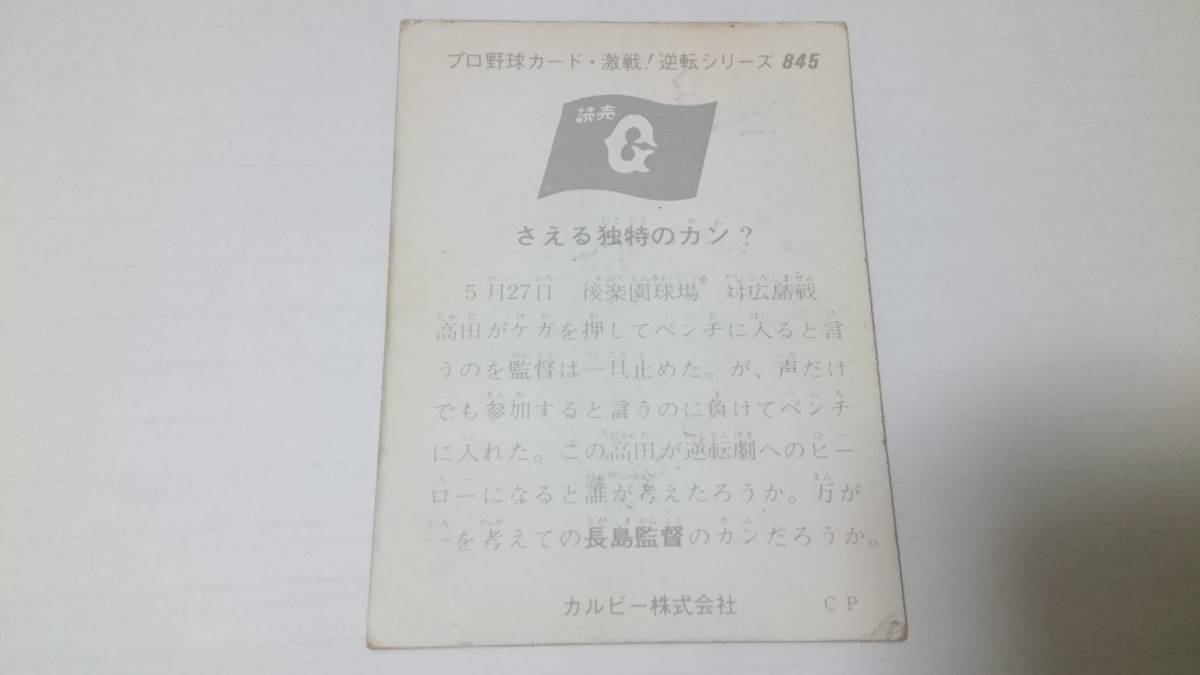 プロ野球カード・激戦!逆転シリーズ 845
読売
G
さえる独特のカン?
5月27日 後楽園球場 対広島戦
高田がケガを押してベンチに入ると言
うのを監督は一旦止めた。が、声だけ
でも参加すると言うのに負けてベンチ
に入れた。この高田が逆転劇へのヒー
ローになると誰が考えたろうか。万が
一を考えての長島監督のカンだろうか。
カルビー株式会社 CP